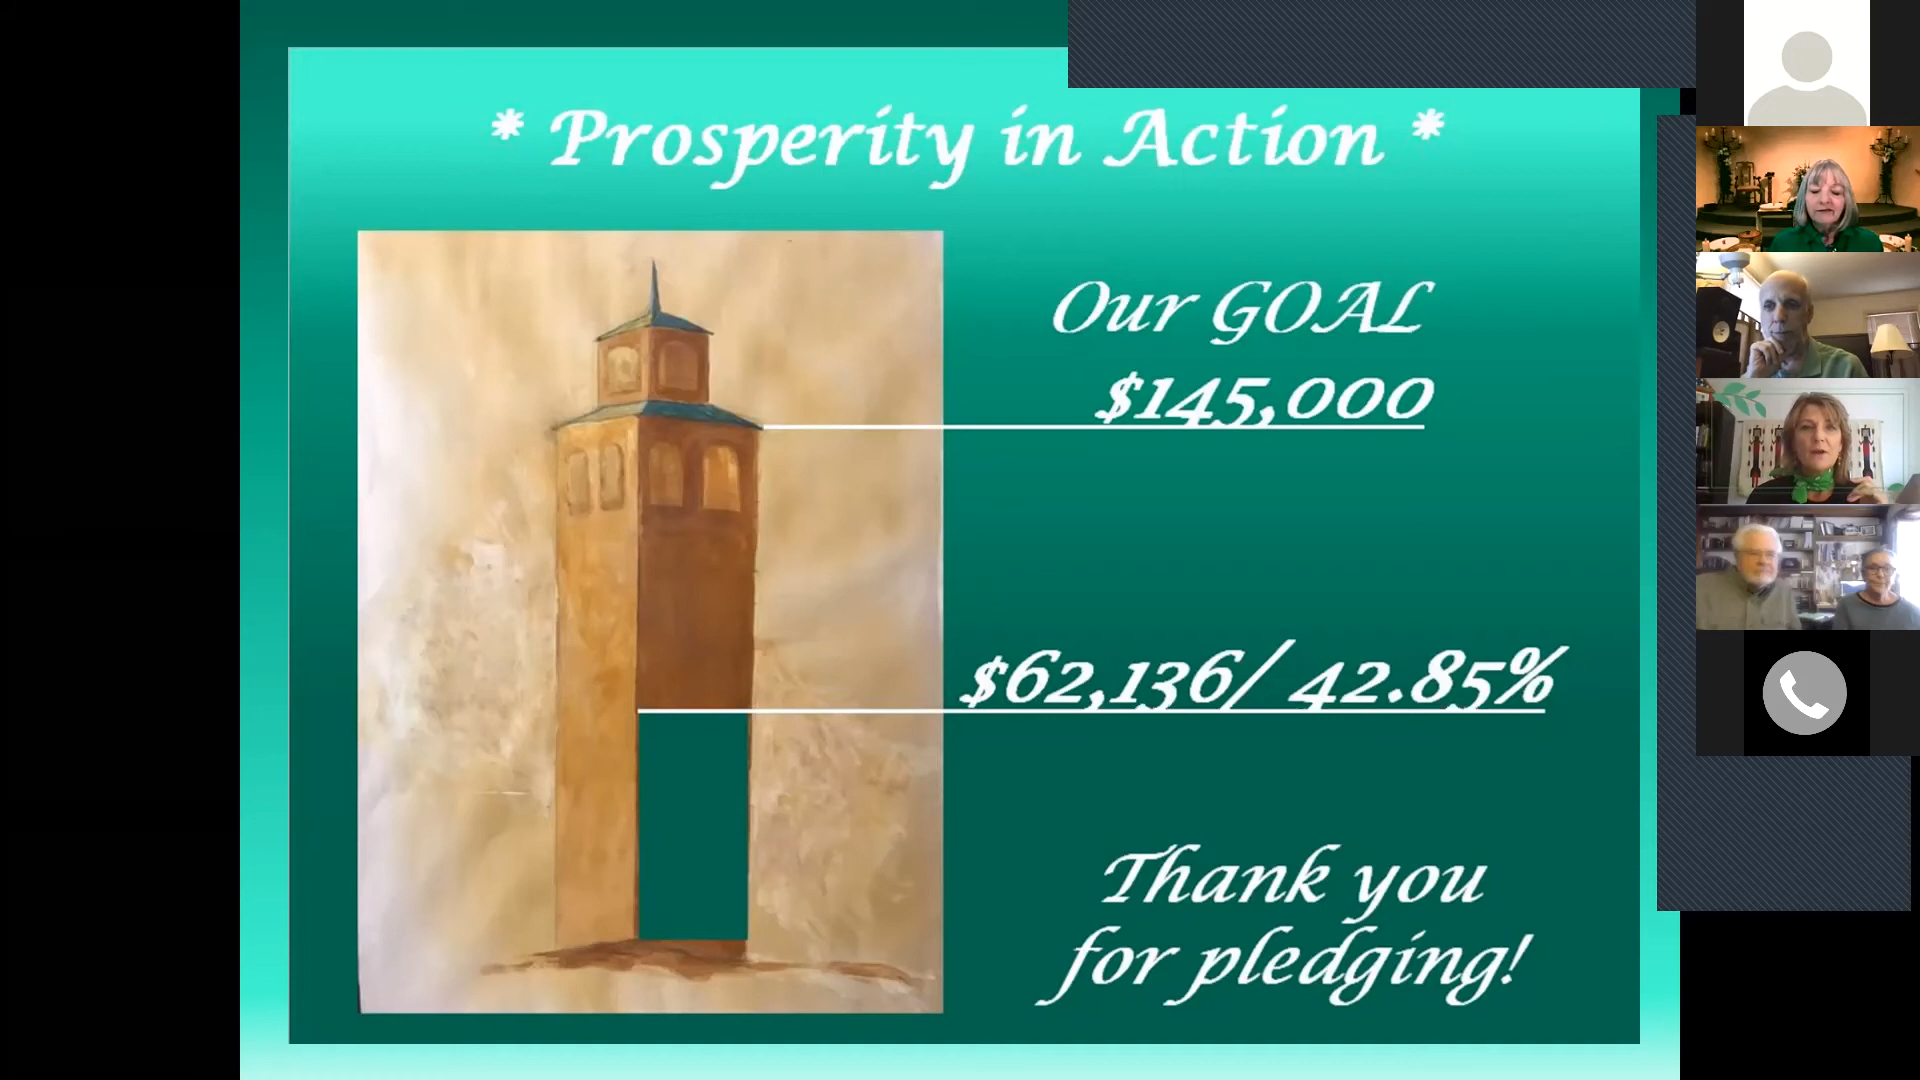 * Prosperity in Action *
Our GOAL
$145,000
$62,136/ 42.85%
Thank you
for pledging!